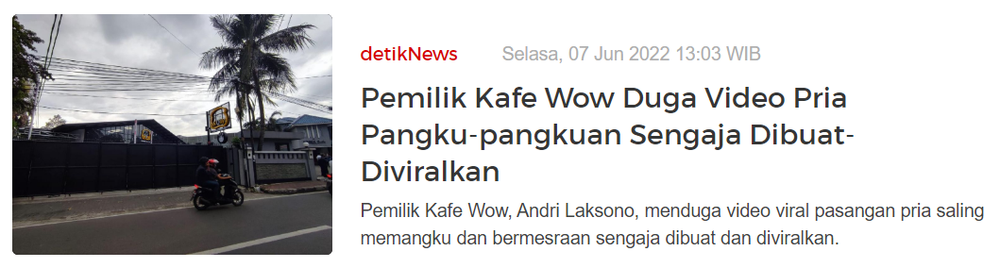 detikNews Selasa, 07 Jun 2022 13:03 WIB
Pemilik Kafe Wow Duga Video Pria
Pangku-pangkuan Sengaja Dibuat-
Diviralkan
Pemilik Kafe Wow, Andri Laksono, menduga video viral pasangan pria saling
memangku dan bermesraan sengaja dibuat dan diviralkan.